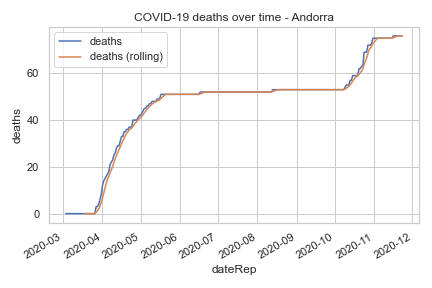 COVID-19 deaths over time - Andorra
deaths
deaths (rolling)
deaths
60
40
20
0
2020-03
2020-04
2020-05
2020-06
2020-07
2020-08
2020-09
2020-10
2020-11
2020-12
dateRep